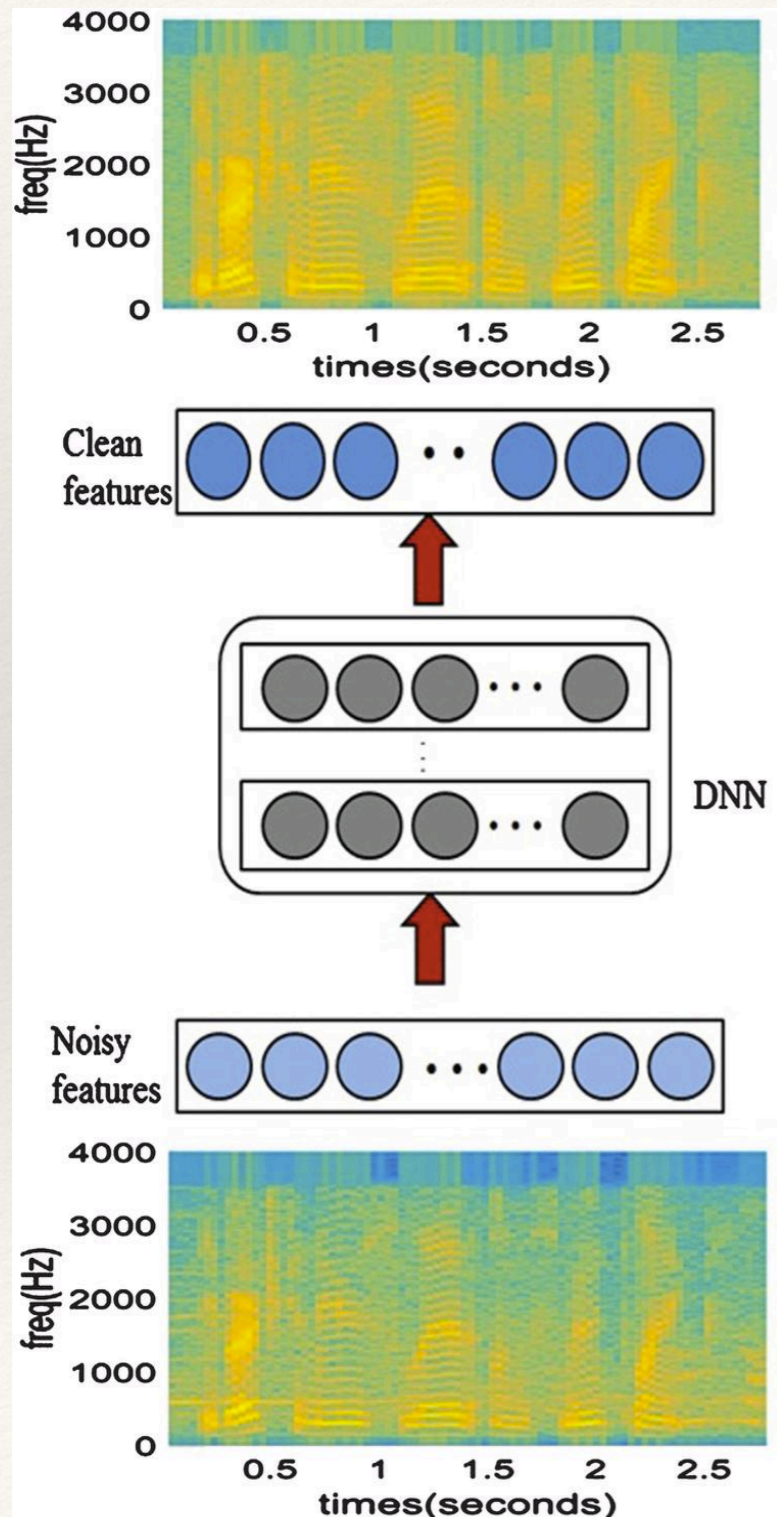 4000
3000
2000
1000
0
freq(Hz)
0.5 1 1.5 2 2.5
times(seconds)
Clean
features
DNN
Noisy
features
4000
3000
2000
1000
0
freq(Hz)
0.5 1 1.5 2 2.5
times(seconds)